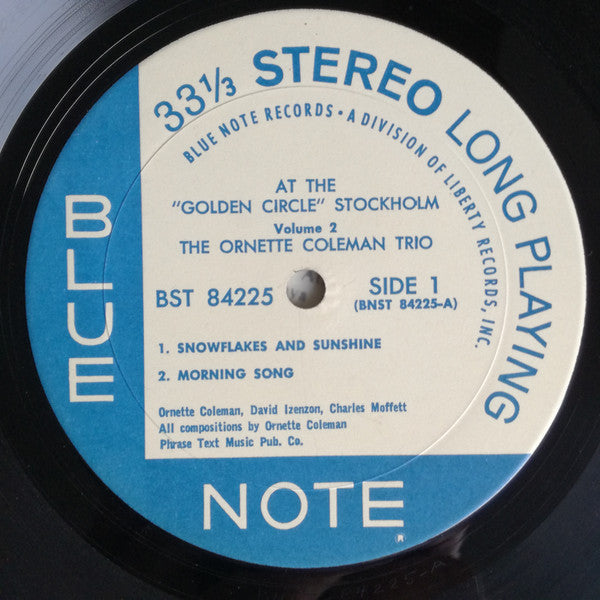 33⅓ STEREO LONG PLAYING
BLUE NOTE RECORDS • A DIVISION OF LIBERTY RECORDS, INC.
AT THE
"GOLDEN CIRCLE" STOCKHOLM
Volume 2
THE ORNETTE COLEMAN TRIO
BST 84225
SIDE 1
(BNST 84225-A)
1. SNOWFLAKES AND SUNSHINE
2. MORNING SONG
Ornette Coleman, David Izenzon, Charles Moffett
All compositions by Ornette Coleman
Phrase Text Music Pub. Co.
BLUE
NOTE
®
84225-A